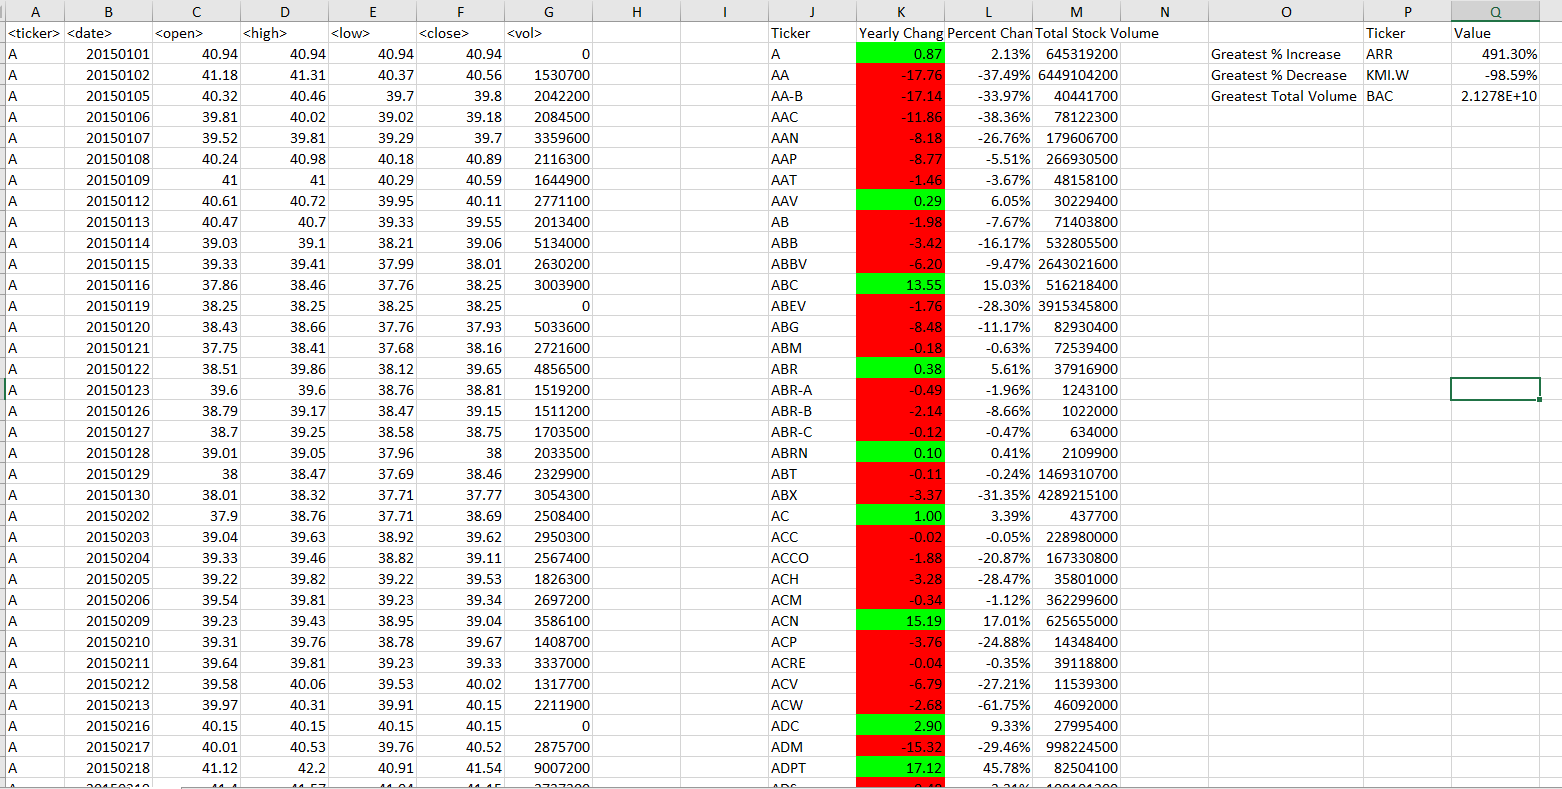 A B C D E F G H I J K L M N O P Q
<ticker> <date> <open> <high> <low> <close> <vol> Ticker Yearly Chang Percent Chan Total Stock Volume Ticker Value
A 20150101 40.94 40.94 40.94 40.94 0 A 0.87 2.13% 645319200 Greatest % Increase ARR 491.30%
A 20150102 41.18 41.31 40.37 40.56 1530700 AA -17.76 -37.49% 6449104200 Greatest % Decrease KMI.W -98.59%
A 20150105 40.32 40.46 39.7 39.8 2042200 AA-B -17.14 -33.97% 40441700 Greatest Total Volume BAC 2.1278E+10
A 20150106 39.81 40.02 39.02 39.18 2084500 AAC -11.86 -38.36% 78122300
A 20150107 39.52 39.81 39.29 39.7 3359600 AAN -8.18 -26.76% 179606700
A 20150108 40.24 40.98 40.18 40.89 2116300 AAP -8.77 -5.51% 266930500
A 20150109 41 41 40.29 40.59 1644900 AAT -1.46 -3.67% 48158100
A 20150112 40.61 40.72 39.95 40.11 2771100 AAV 0.29 6.05% 30229400
A 20150113 40.47 40.7 39.33 39.55 2013400 AB -1.98 -7.67% 71403800
A 20150114 39.03 39.1 38.21 39.06 5134000 ABB -3.42 -16.17% 532805500
A 20150115 39.33 39.41 37.99 38.01 2630200 ABBV -6.20 -9.47% 2643021600
A 20150116 37.86 38.46 37.76 38.25 3003900 ABC 13.55 15.03% 516218400
A 20150119 38.25 38.25 38.25 38.25 0 ABEV -1.76 -28.30% 3915345800
A 20150120 38.43 38.66 37.76 37.93 5033600 ABG -8.48 -11.17% 82930400
A 20150121 37.75 38.41 37.68 38.16 2721600 ABM -0.18 -0.63% 72539400
A 20150122 38.51 39.86 38.12 39.65 4856500 ABR 0.38 5.61% 37916900
A 20150123 39.6 39.6 38.76 38.81 1519200 ABR-A -0.49 -1.96% 1243100
A 20150126 38.79 39.17 38.47 39.15 1511200 ABR-B -2.14 -8.66% 1022000
A 20150127 38.7 39.25 38.58 38.75 1703500 ABR-C -0.12 -0.47% 634000
A 20150128 39.01 39.05 37.96 38 2033500 ABRN 0.10 0.41% 2109900
A 20150129 38 38.47 37.69 38.46 2329900 ABT -0.11 -0.24% 1469310700
A 20150130 38.01 38.32 37.71 37.77 3054300 ABX -3.37 -31.35% 4289215100
A 20150202 37.9 38.76 37.71 38.69 2508400 AC 1.00 3.39% 437700
A 20150203 39.04 39.63 38.92 39.62 2950300 ACC -0.02 -0.05% 228980000
A 20150204 39.33 39.46 38.82 39.11 2567400 ACCO -1.88 -20.87% 167330800
A 20150205 39.22 39.82 39.22 39.53 1826300 ACH -3.28 -28.47% 35801000
A 20150206 39.54 39.81 39.23 39.34 2697200 ACM -0.34 -1.12% 362299600
A 20150209 39.23 39.43 38.95 39.04 3586100 ACN 15.19 17.01% 625655000
A 20150210 39.31 39.76 38.78 39.67 1408700 ACP -3.76 -24.88% 14348400
A 20150211 39.64 39.81 39.23 39.33 3337000 ACRE -0.04 -0.35% 39118800
A 20150212 39.58 40.06 39.53 40.02 1317700 ACV -6.79 -27.21% 11539300
A 20150213 39.97 40.31 39.91 40.15 2211900 ACW -2.68 -61.75% 46092000
A 20150216 40.15 40.15 40.15 40.15 0 ADC 2.90 9.33% 27995400
A 20150217 40.01 40.53 39.76 40.52 2875700 ADM -15.32 -29.46% 998224500
A 20150218 41.12 42.2 40.91 41.54 9007200 ADPT 17.12 45.78% 82504100